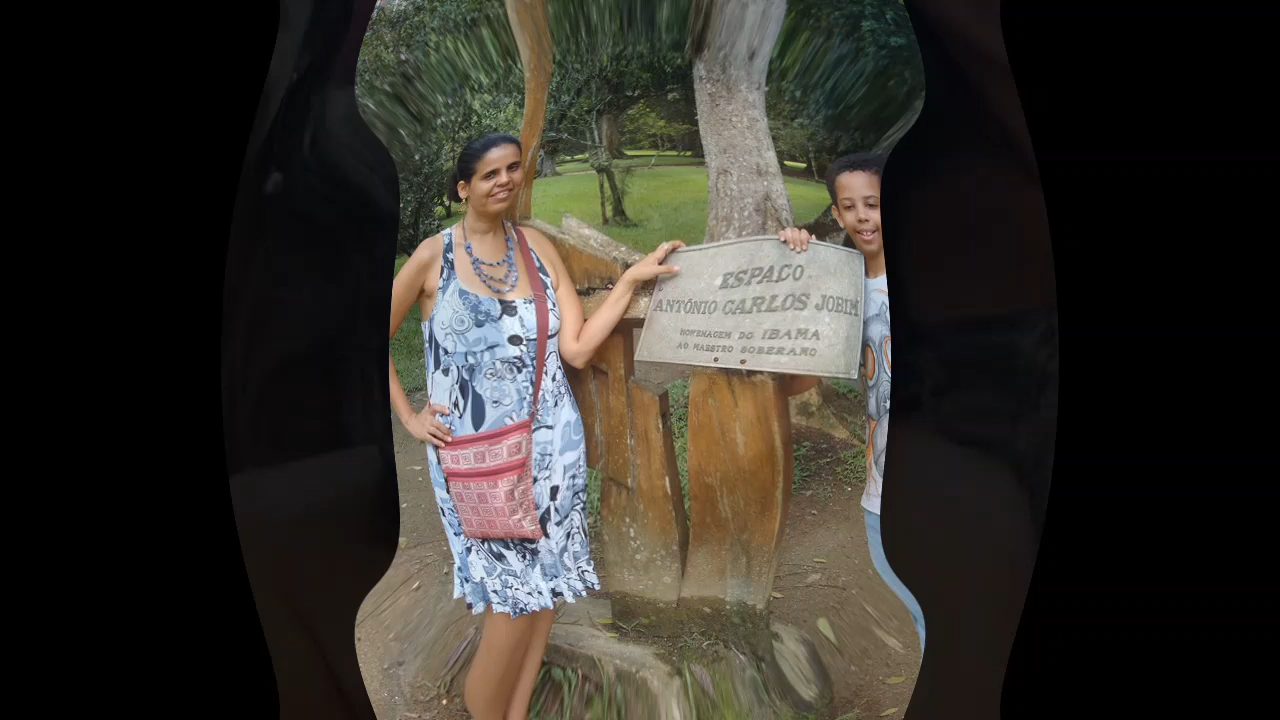 ESPAÇO
ANTÔNIO CARLOS JOBIM
HOMENAGEM DO IBAMA
AO MAESTRO SOBERANO